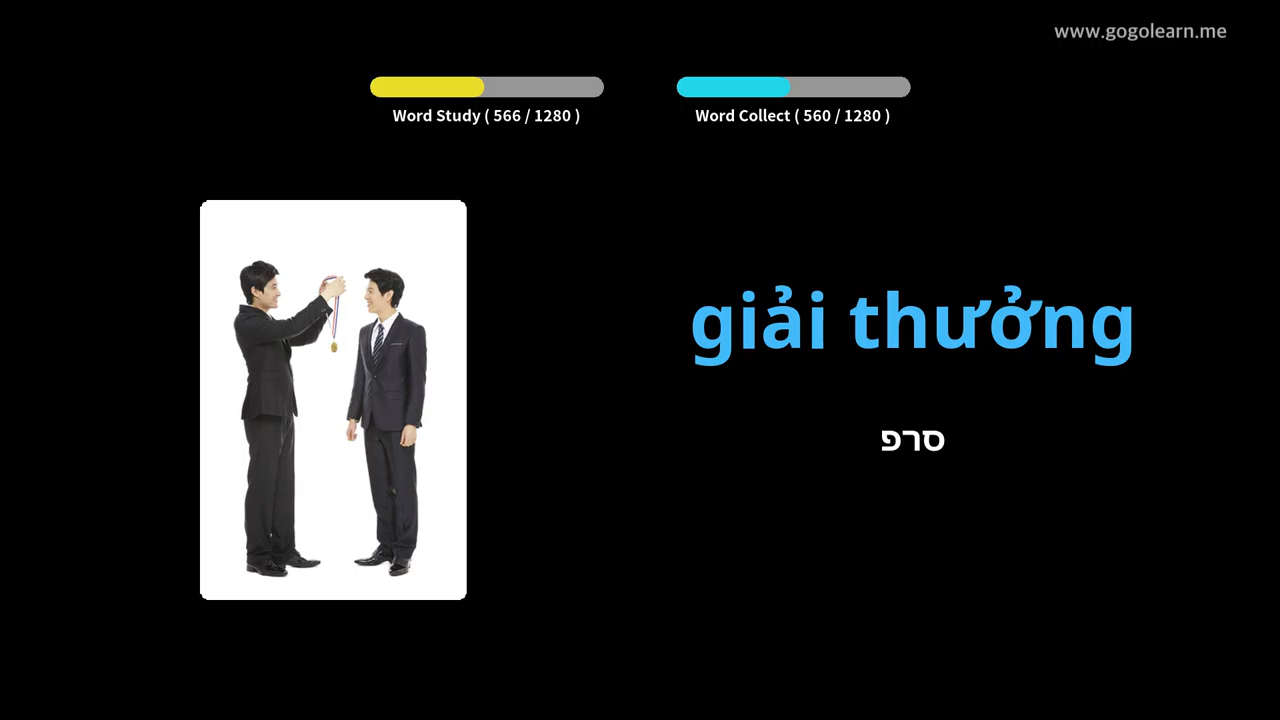 www.gogolearn.me
Word Study ( 566 / 1280 )
Word Collect ( 560 / 1280 )
giải thưởng
סרפ